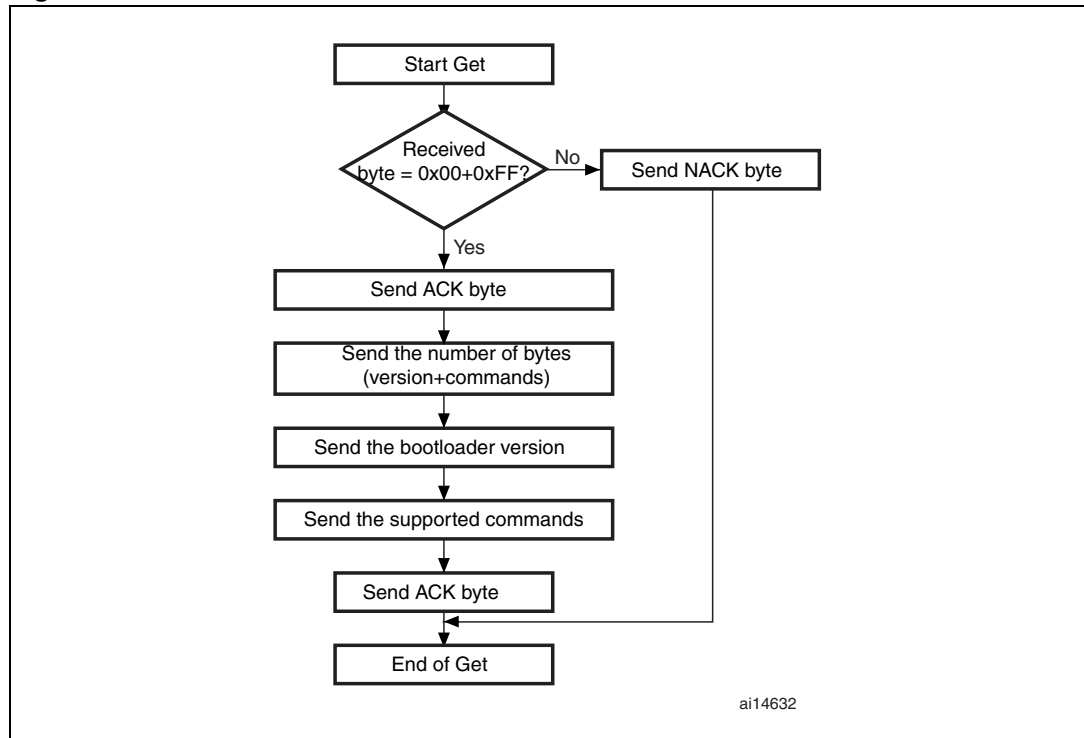 Start Get
Received
byte = 0x00+0xFF?
No
Send NACK byte
Yes
Send ACK byte
Send the number of bytes
(version+commands)
Send the bootloader version
Send the supported commands
Send ACK byte
End of Get
ai14632